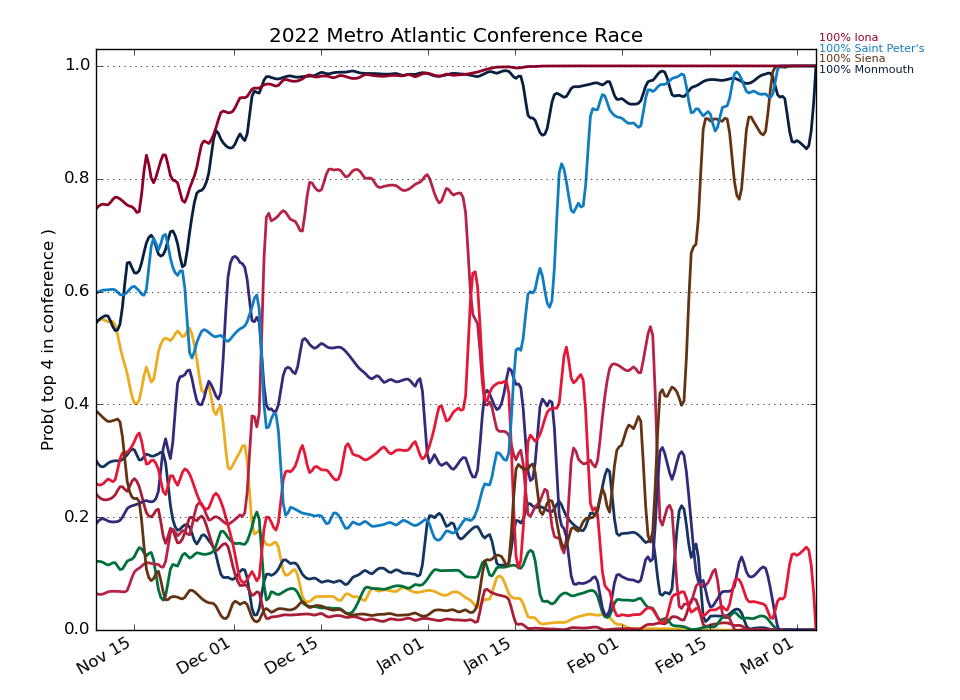 2022 Metro Atlantic Conference Race
100% Iona
100% Saint Peter's
100% Siena
100% Monmouth
Prob( top 4 in conference )
1.0
0.8
0.6
0.4
0.2
0.0
Nov 15
Dec 01
Dec 15
Jan 01
Jan 15
Feb 01
Feb 15
Mar 01